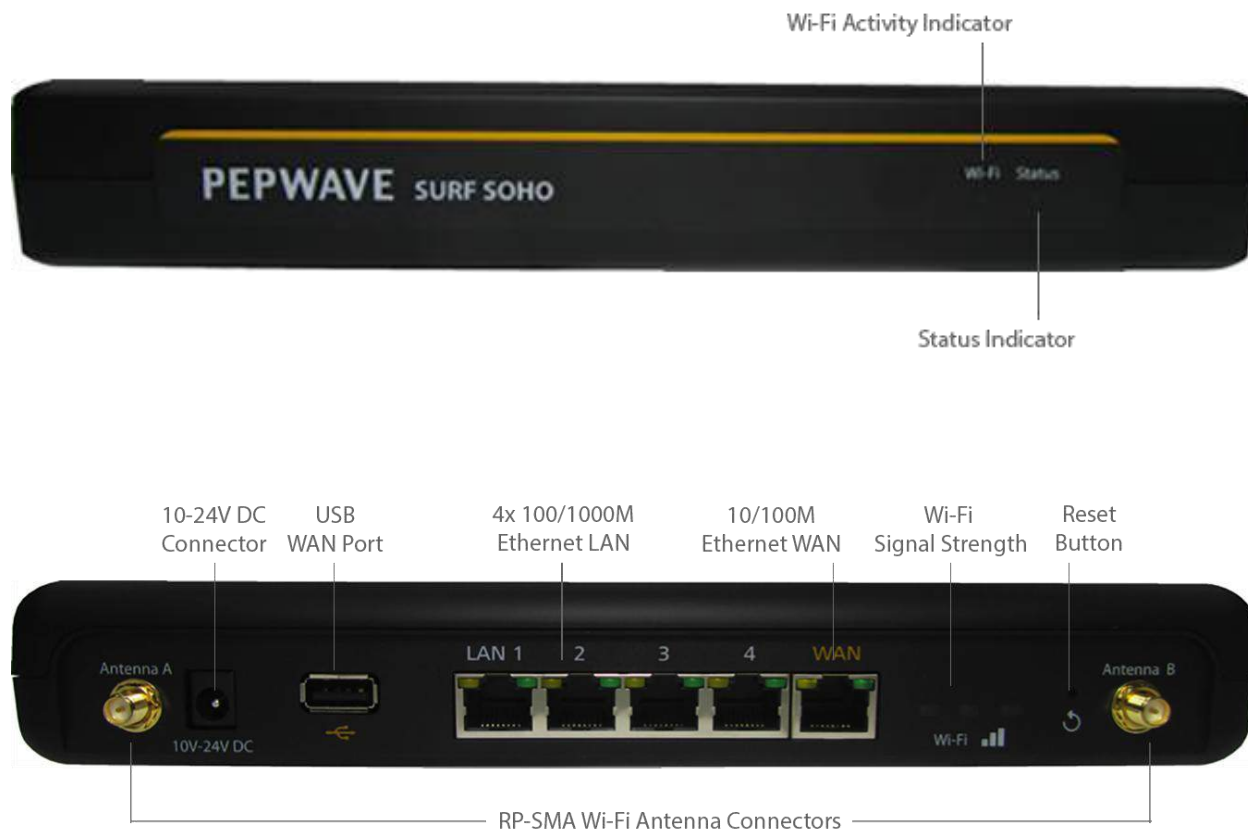 Wi-Fi Activity Indicator
PEPWAVE SURF SOHO
Wi-Fi Status
Status Indicator
10-24V DC
Connector
USB
WAN Port
4x 100/1000M
Ethernet LAN
10/100M
Ethernet WAN
Wi-Fi
Signal Strength
Reset
Button
Antenna A
LAN 1 2 3 4 WAN
Antenna B
10V-24V DC
Wi-Fi
RP-SMA Wi-Fi Antenna Connectors